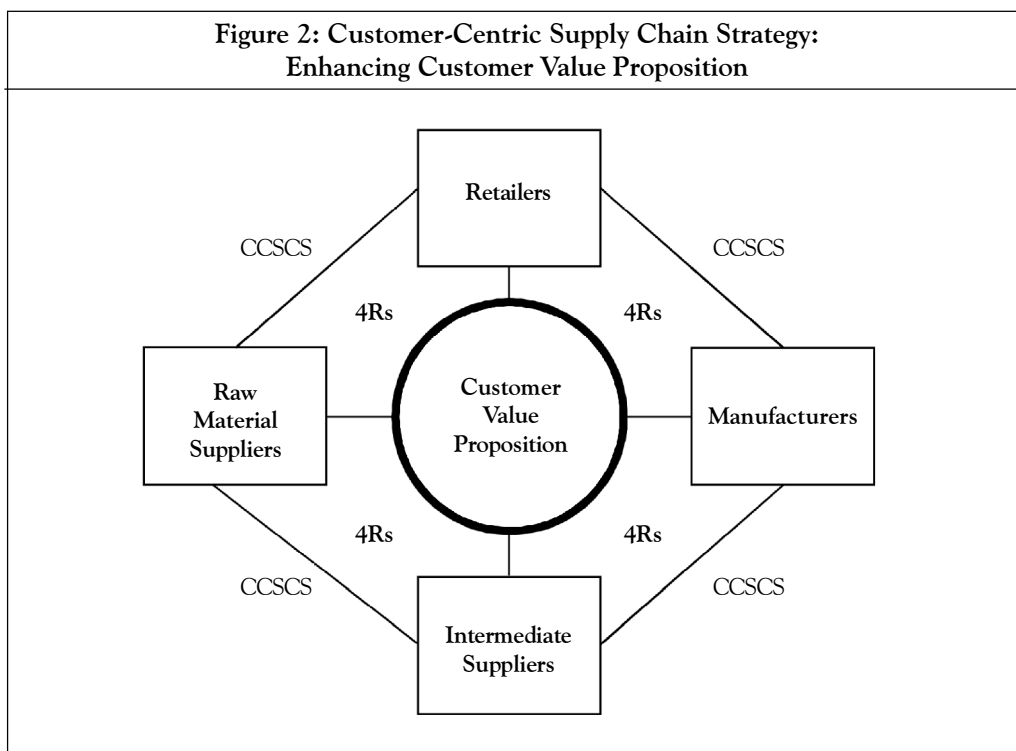 Figure 2: Customer-Centric Supply Chain Strategy:
Enhancing Customer Value Proposition
Retailers
CCSCS
CCSCS
4Rs
4Rs
Raw
Material
Suppliers
Customer
Value
Proposition
Manufacturers
4Rs
4Rs
CCSCS
CCSCS
Intermediate
Suppliers